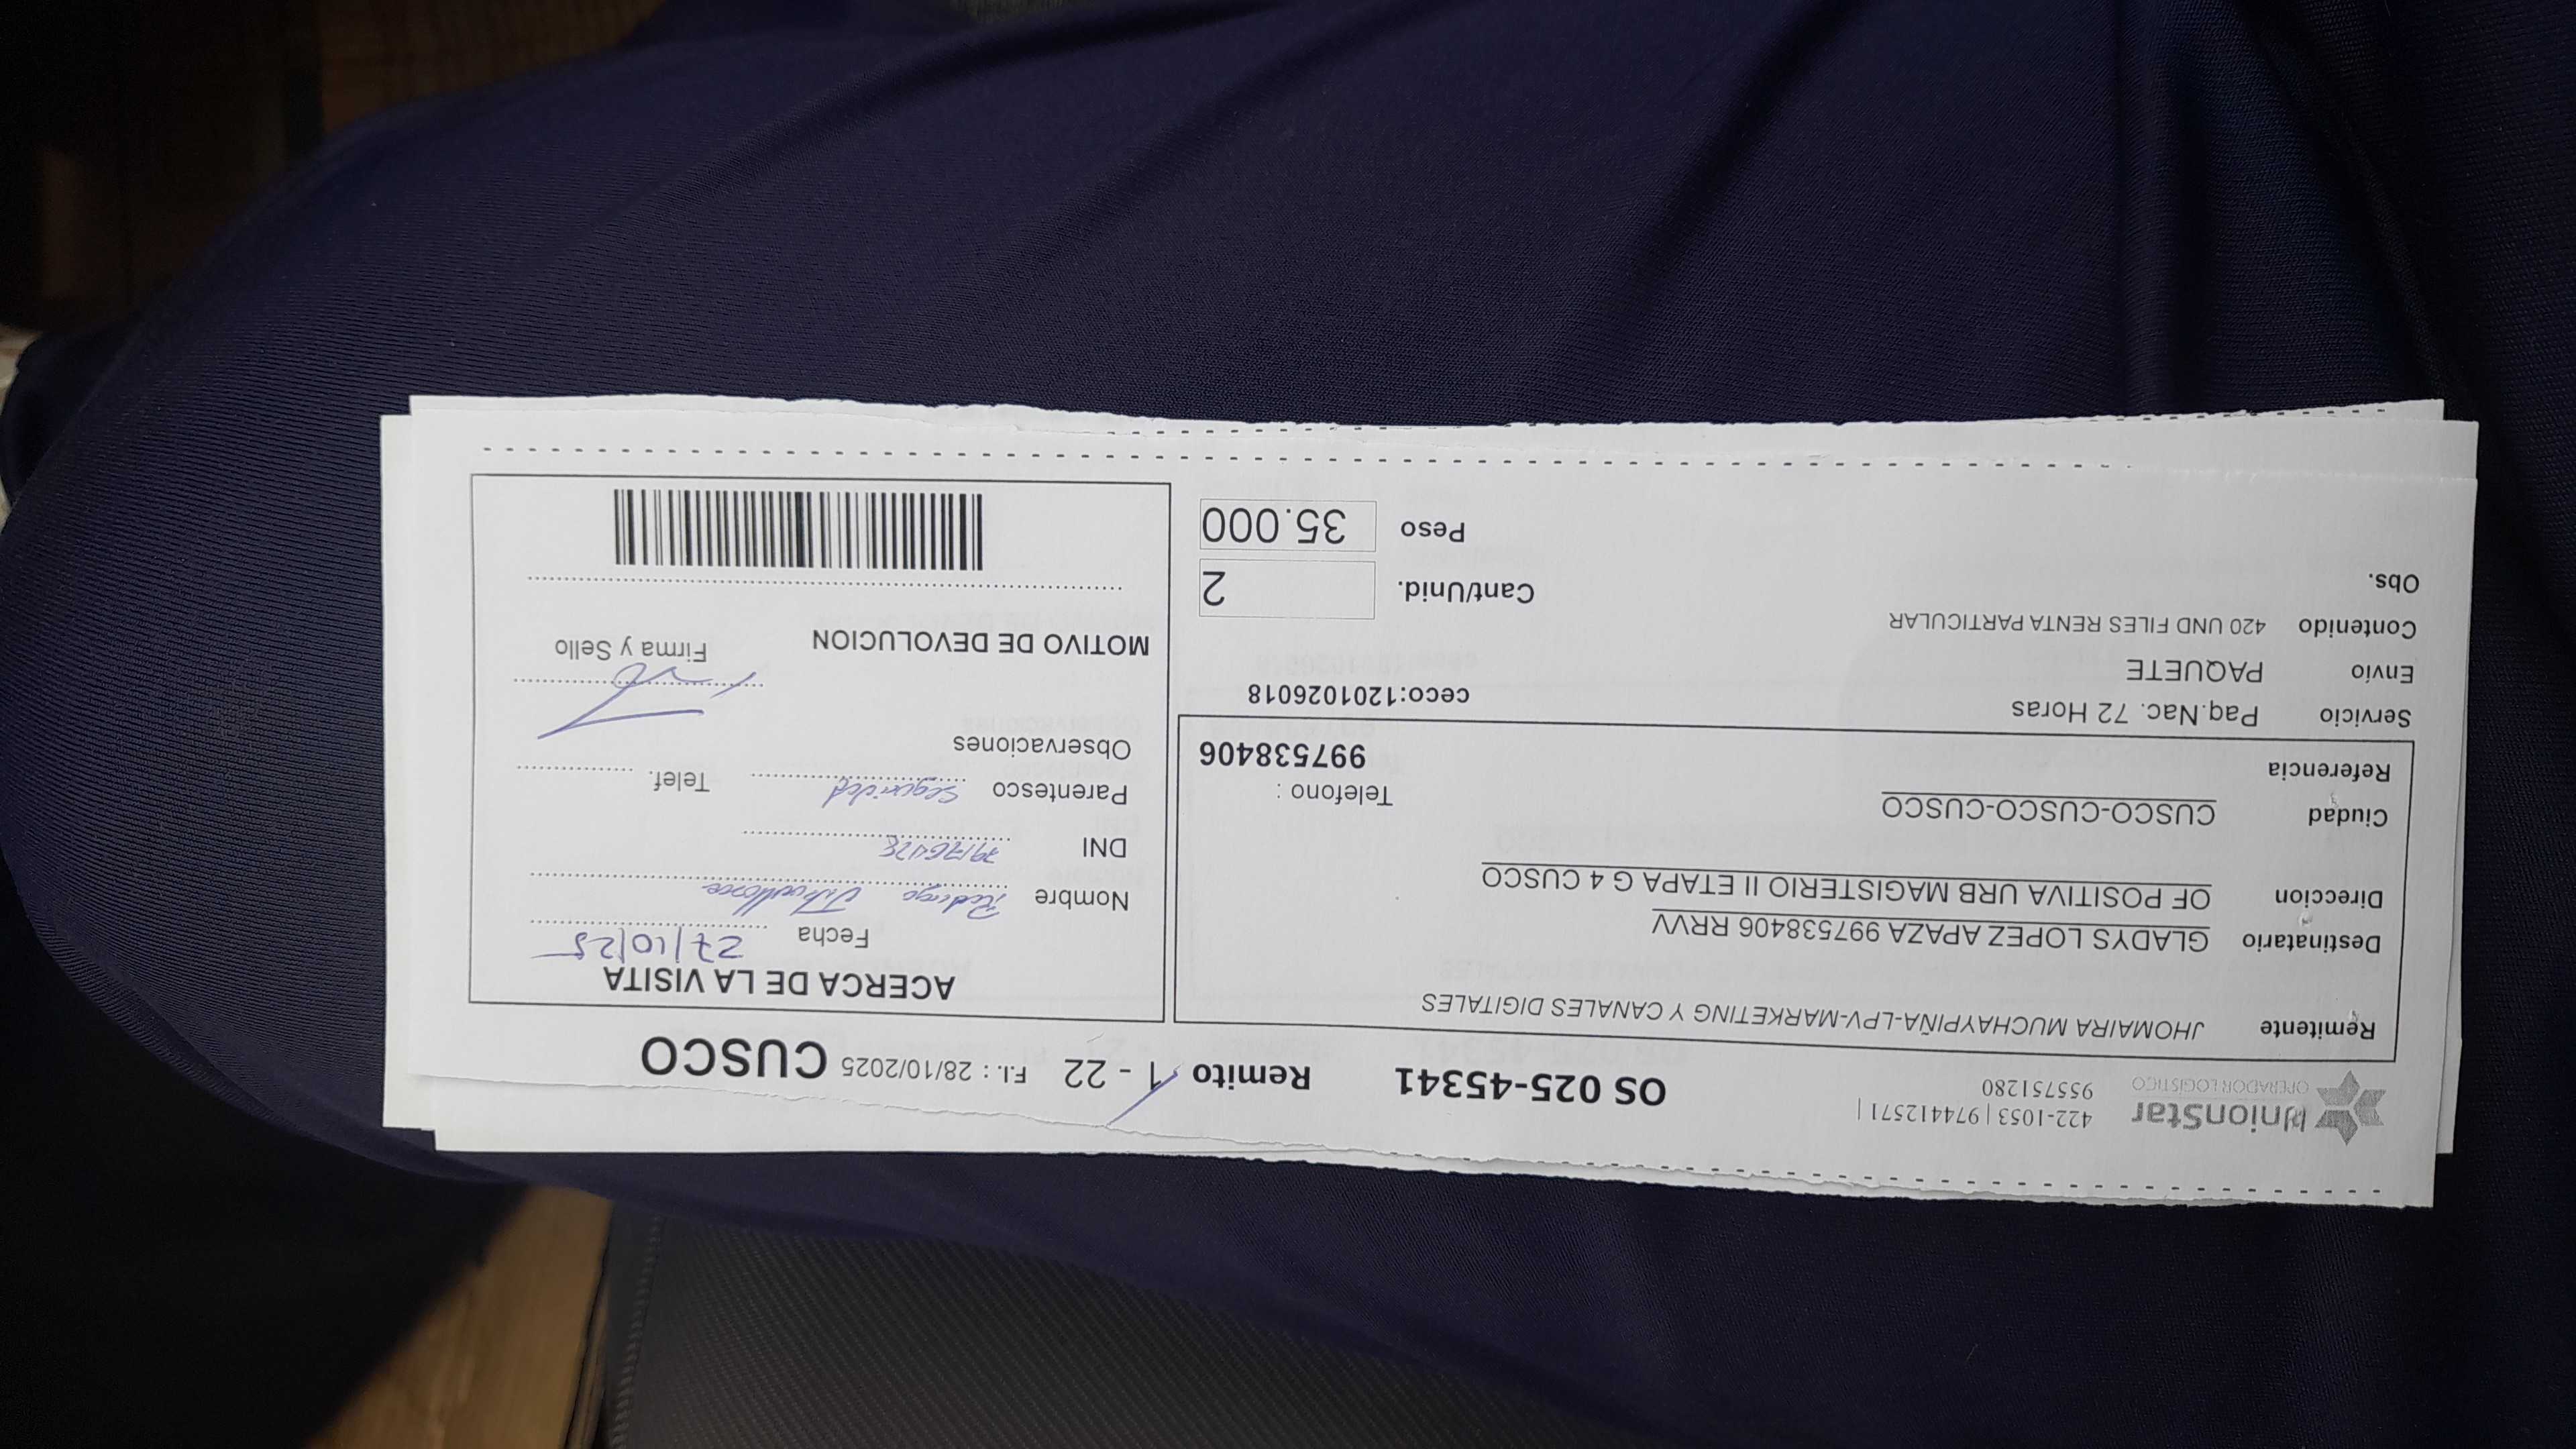 UnionStar
OPERADOR LOGISTICO
422-1053 | 974412571 |
955751280
OS 025-45341
Remito 1 - 22 F.I. : 28/10/2025 CUSCO
Remitente JHOMAIRA MUCHAYPIÑA-LPV-MARKETING Y CANALES DIGITALES
Destinatario GLADYS LOPEZ APAZA 997538406 RRVV
Direccion OF POSITIVA URB MAGISTERIO II ETAPA G 4 CUSCO
Ciudad CUSCO-CUSCO-CUSCO
Telefono :
997538406
Referencia
Servicio Paq.Nac. 72 Horas
ceco:1201026018
Envío PAQUETE
Contenido 420 UND FILES RENTA PARTICULAR
Obs.
Cant/Unid. 2
Peso 35.000
ACERCA DE LA VISITA
Fecha 27/10/25
Nombre
DNI
Parentesco Seguridad Telef.
Observaciones
Firma y Sello
MOTIVO DE DEVOLUCION